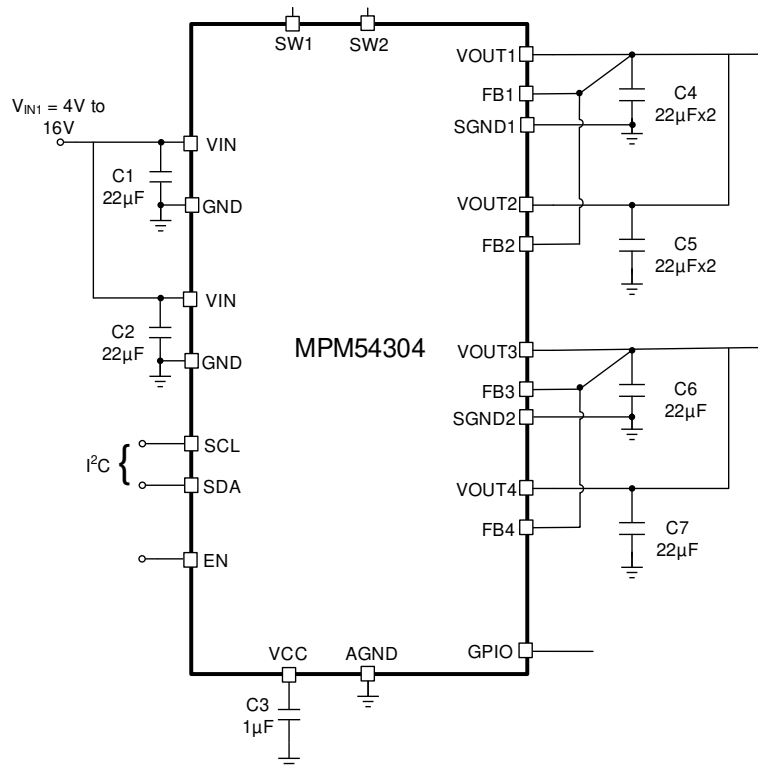 SW1
SW2
VOUT1
FB1
C4
22µFx2
SGND1
VIN1 = 4V to
16V
VIN
C1
22µF
GND
VOUT2
FB2
C5
22µFx2
VIN
C2
22µF
GND
MPM54304
VOUT3
FB3
C6
22µF
SGND2
SCL
I²C {
SDA
VOUT4
FB4
C7
22µF
EN
GPIO
VCC
AGND
C3
1µF